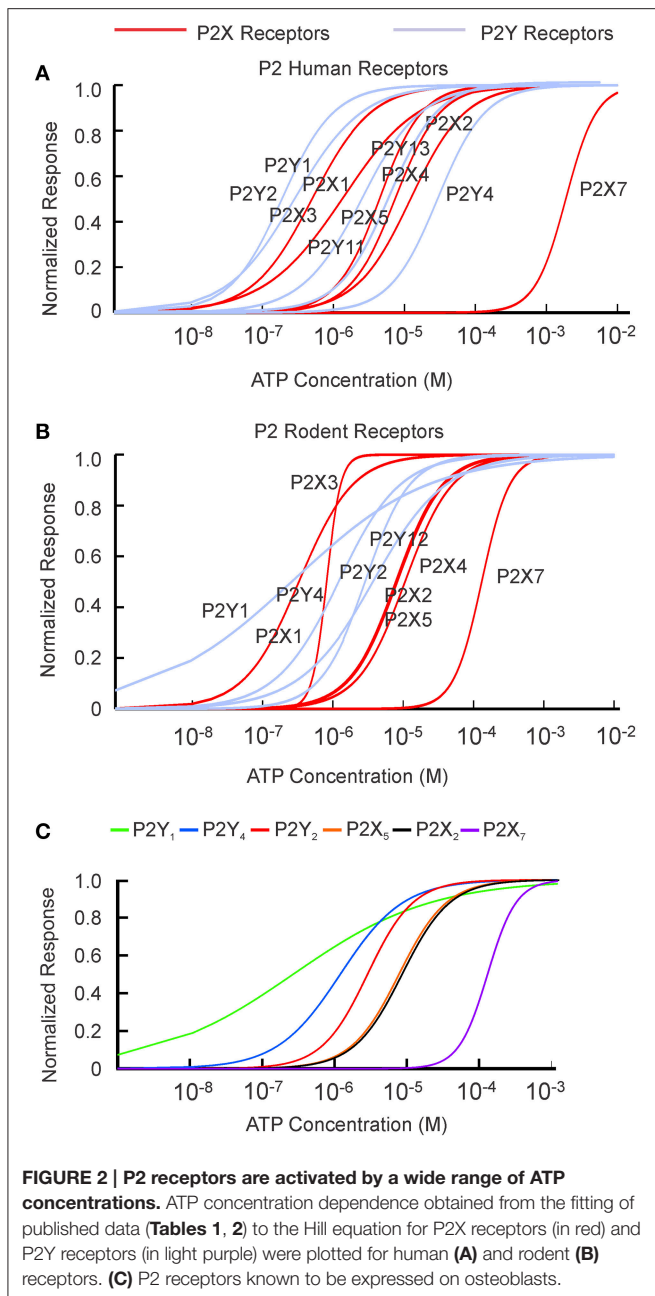 P2X Receptors P2Y Receptors
A
P2 Human Receptors
Normalized Response
1.0
0.8
0.6
0.4
0.2
0
P2Y1
P2Y2
P2X1
P2X3
P2Y13
P2X2
P2X4
P2X5
P2Y11
P2Y4
P2X7
10⁻⁸ 10⁻⁷ 10⁻⁶ 10⁻⁵ 10⁻⁴ 10⁻³ 10⁻²
ATP Concentration (M)
B
P2 Rodent Receptors
Normalized Response
1.0
0.8
0.6
0.4
0.2
0
P2X3
P2Y12
P2Y2
P2X4
P2X7
P2Y4
P2X2
P2Y1
P2X5
P2X1
10⁻⁸ 10⁻⁷ 10⁻⁶ 10⁻⁵ 10⁻⁴ 10⁻³ 10⁻²
ATP Concentration (M)
C
P2Y₁ P2Y₄ P2Y₂ P2X₅ P2X₂ P2X₇
Normalized Response
1.0
0.8
0.6
0.4
0.2
0
10⁻⁸ 10⁻⁷ 10⁻⁶ 10⁻⁵ 10⁻⁴ 10⁻³
ATP Concentration (M)
FIGURE 2 | P2 receptors are activated by a wide range of ATP
concentrations. ATP concentration dependence obtained from the fitting of
published data (Tables 1, 2) to the Hill equation for P2X receptors (in red) and
P2Y receptors (in light purple) were plotted for human (A) and rodent (B)
receptors. (C) P2 receptors known to be expressed on osteoblasts.